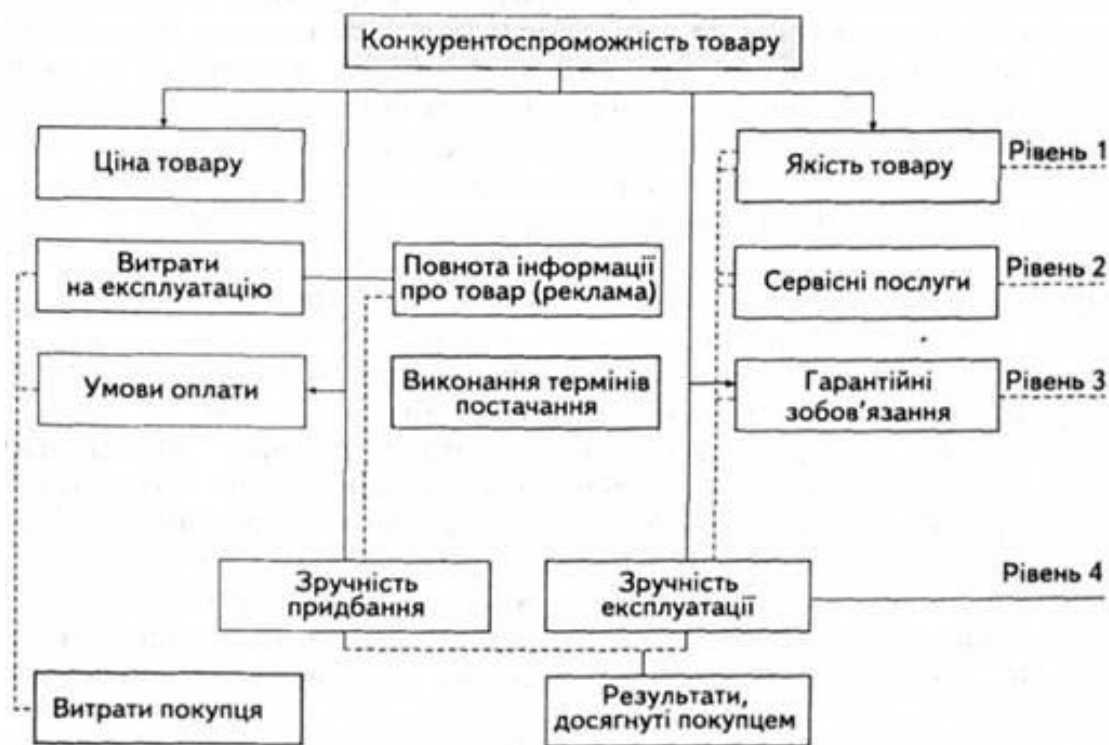 Конкурентоспроможність товару
Ціна товару
Якість товару
Рівень 1
Витрати
на експлуатацію
Повнота інформації
про товар (реклама)
Сервісні послуги
Рівень 2
Умови оплати
Виконання термінів
постачання
Гарантійні
зобов’язання
Рівень 3
Зручність
придбання
Зручність
експлуатації
Рівень 4
Витрати покупця
Результати,
досягнуті покупцем